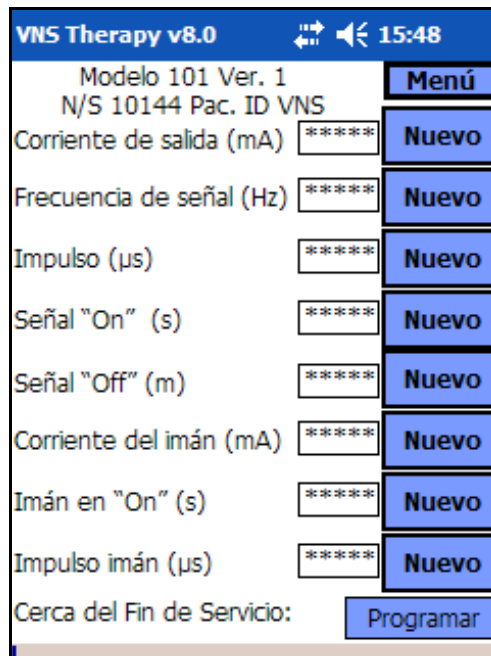 VNS Therapy v8.0 15:48
Modelo 101 Ver. 1 Menú
N/S 10144 Pac. ID VNS
Corriente de salida (mA) ***** Nuevo
Frecuencia de señal (Hz) ***** Nuevo
Impulso (µs) ***** Nuevo
Señal “On” (s) ***** Nuevo
Señal “Off” (m) ***** Nuevo
Corriente del imán (mA) ***** Nuevo
Imán en “On” (s) ***** Nuevo
Impulso imán (µs) ***** Nuevo
Cerca del Fin de Servicio: Programar